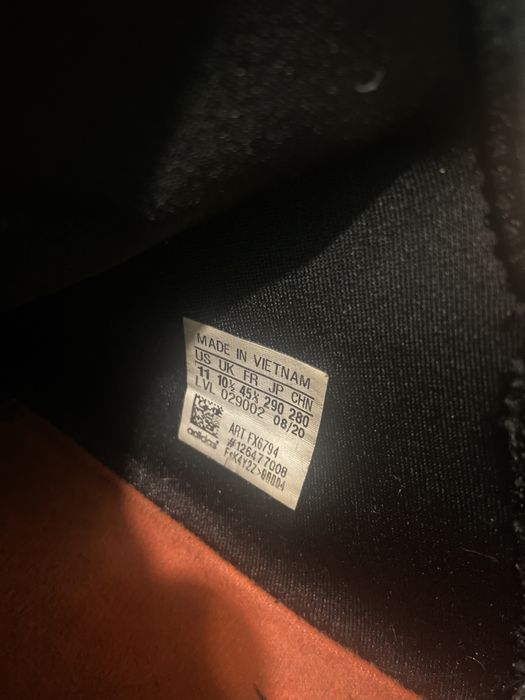 MADE IN VIETNAM
US UK FR JP CHN
11 10½ 45⅓ 290 280
LVL 029002 08/20
ART FX6794
#126477008
adidas